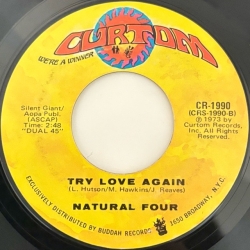 CURTOM
WE'RE A WINNER
Silent Giant/
Aopa Publ.
(ASCAP)
Time: 2:48
"DUAL 45"
CR-1990
(CRS-1990-B)
℗ 1973 by
Curtom Records,
Inc. All Rights
Reserved.
TRY LOVE AGAIN
(L. Hutson/M. Hawkins/J. Reaves)
NATURAL FOUR
EXCLUSIVELY DISTRIBUTED BY BUDDAH RECORDS 1650 BROADWAY, N.Y.C.